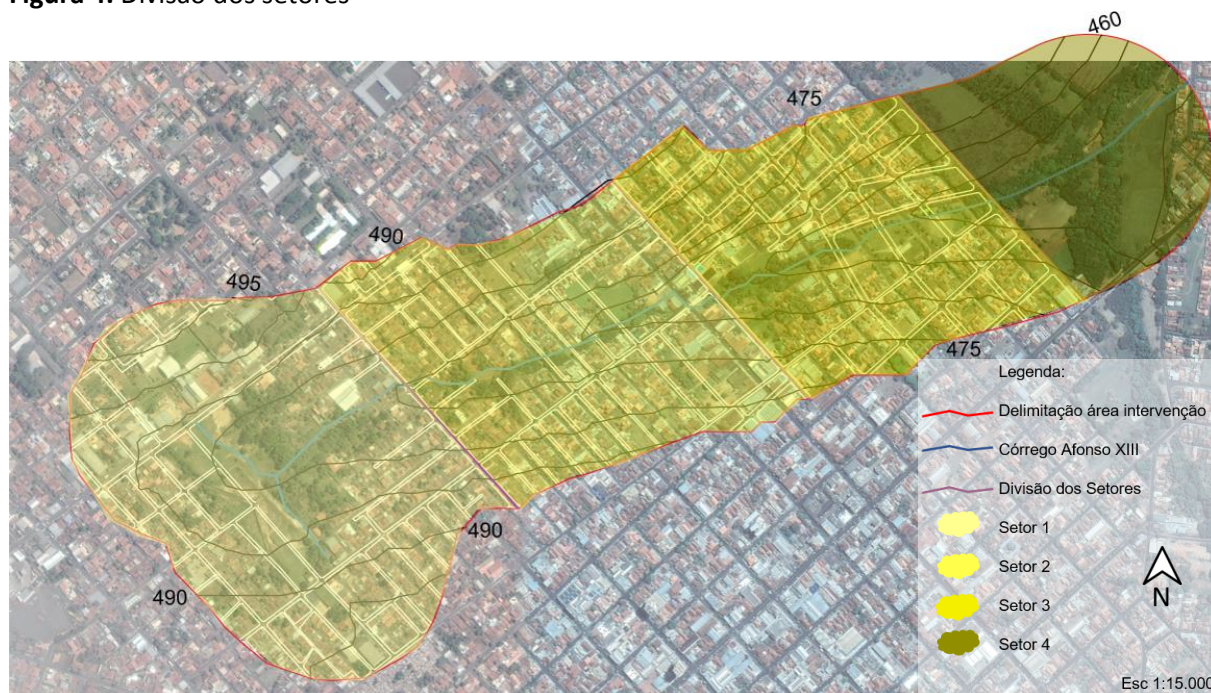 Figura 4. Divisão dos setores
460
475
490
495
475
490
490
Legenda:
Delimitação área intervenção
Córrego Afonso XIII
Divisão dos Setores
Setor 1
Setor 2
Setor 3
Setor 4
N
Esc 1:15.000